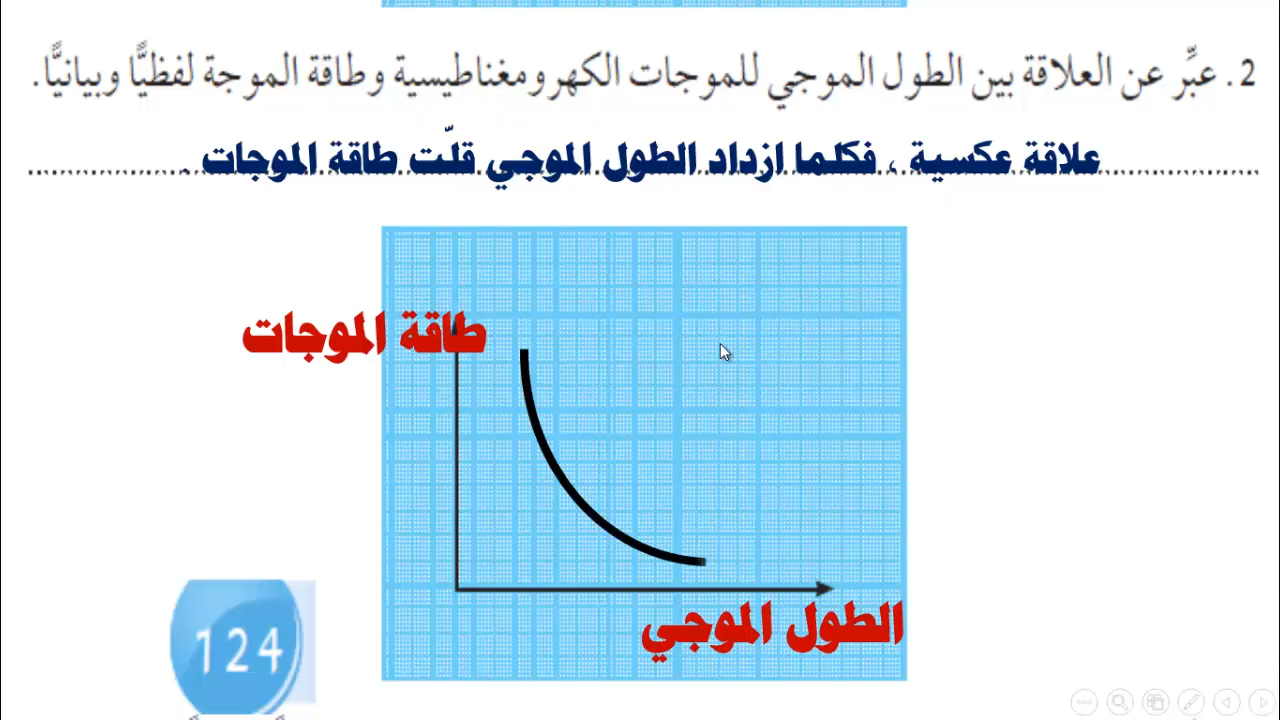 2. عبِّر عن العلاقة بين الطول الموجي للموجات الكهرومغناطيسية وطاقة الموجة لفظيًّا وبيانيًّا.
علاقة عكسية ، فكلما ازداد الطول الموجي قلّت طاقة الموجات .
طاقة الموجات
الطول الموجي
124